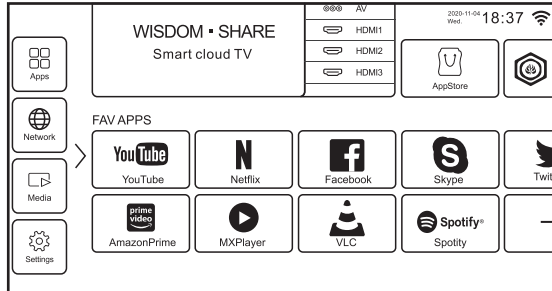 AV
2020-11-04
Wed.
18:37
WISDOM ▪ SHARE
Smart cloud TV
HDMI1
HDMI2
HDMI3
Apps
AppStore
FAV APPS
Network
YouTube
YouTube
Netflix
Facebook
Skype
Twit
Media
prime video
AmazonPrime
MXPlayer
VLC
Spotify®
Spotity
Settings